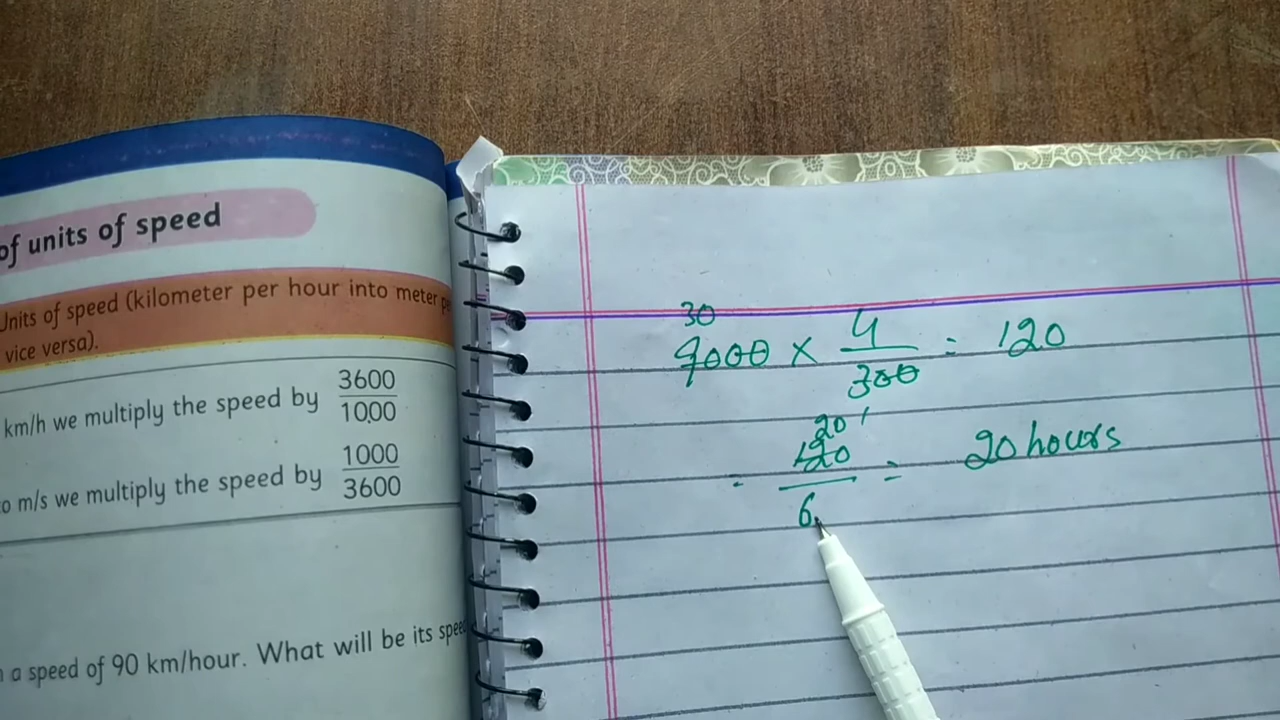 of units of speed
Units of speed (kilometer per hour into meter
vice versa).
km/h we multiply the speed by 3600/1000
to m/s we multiply the speed by 1000/3600
a speed of 90 km/hour. What will be its speed
30
9000 × 4/300 = 120
20
120/6 = 20 hours